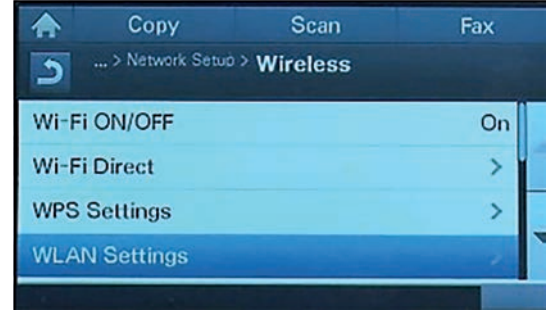 Copy Scan Fax
... > Network Setup > Wireless
Wi-Fi ON/OFF On
Wi-Fi Direct >
WPS Settings >
WLAN Settings >